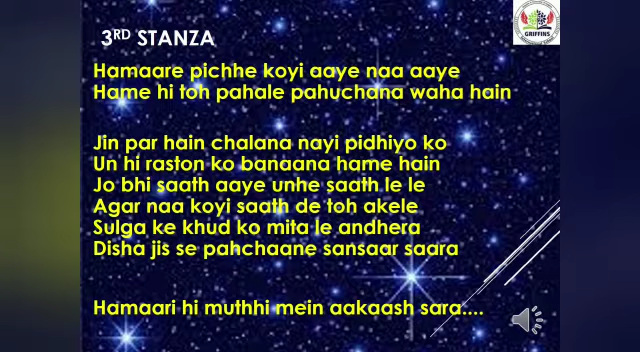 3RD STANZA
GRIFFINS
Hamaare pichhe koyi aaye naa aaye
Hame hi toh pahale pahuchana waha hain
Jin par hain chalana nayi pidhiyo ko
Un hi raston ko banaana hame hain
Jo bhi saath aaye unhe saath le le
Agar naa koyi saath de toh akele
Sulga ke khud ko mita le andhera
Disha jis se pahchaane sansaar saara
Hamaari hi muthhi mein aakaash sara....